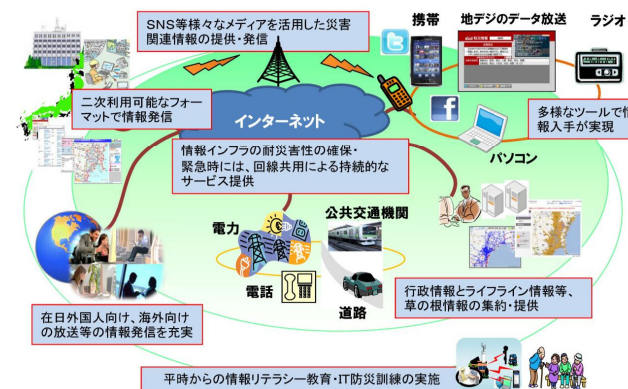 SNS等様々なメディアを活用した災害
関連情報の提供・発信
携帯
地デジのデータ放送
ラジオ
二次利用可能なフォー
マットで情報発信
インターネット
多様なツールで情
報入手が実現
パソコン
情報インフラの耐災害性の確保・
緊急時には、回線共用による持続的な
サービス提供
電力
公共交通機関
電話
道路
行政情報とライフライン情報等、
草の根情報の集約・提供
在日外国人向け、海外向け
の放送等の情報発信を充実
平時からの情報リテラシー教育・IT防災訓練の実施